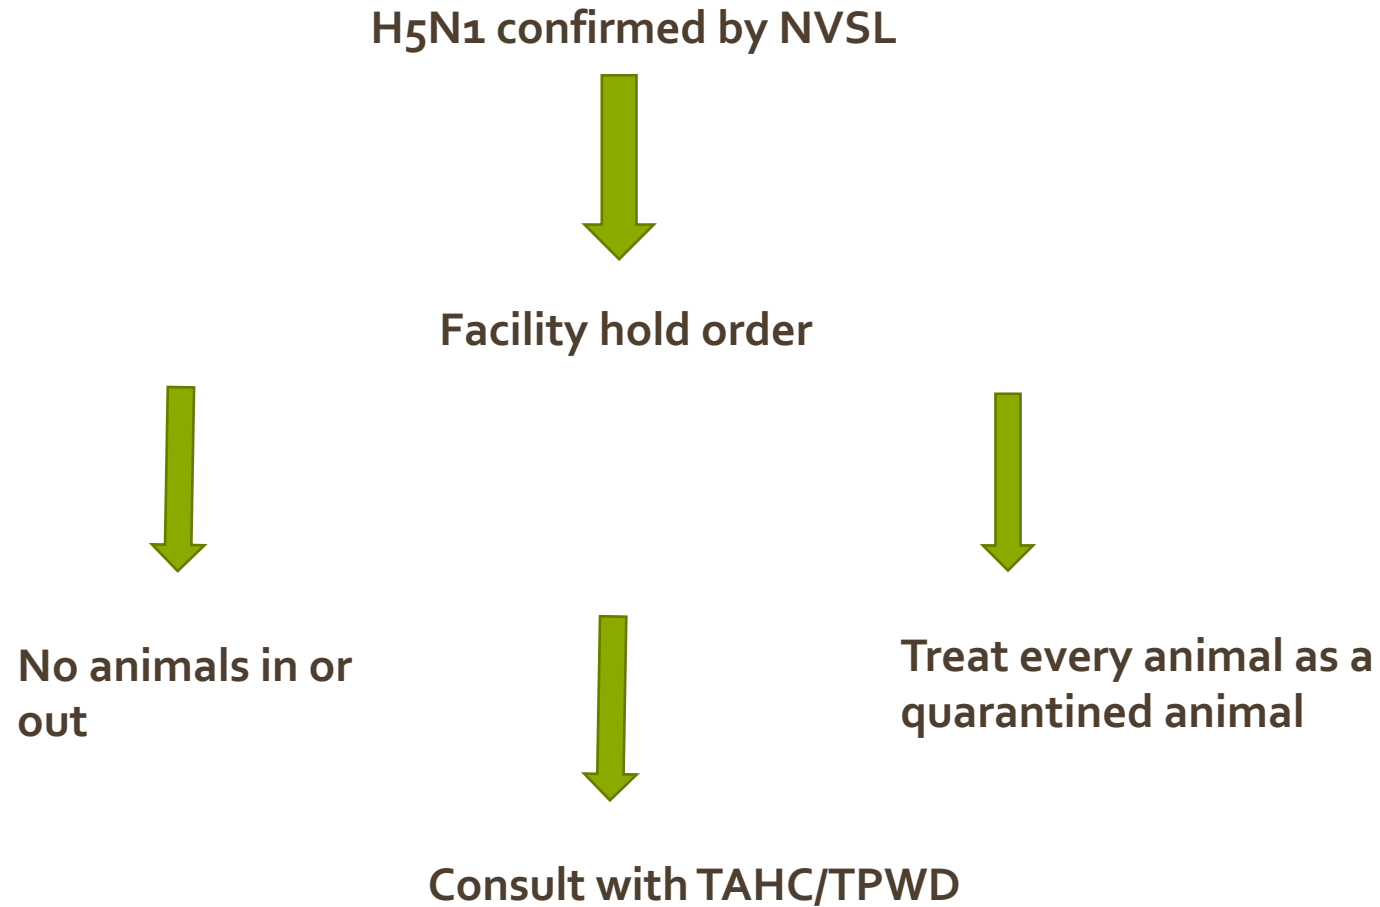 H5N1 confirmed by NVSL
Facility hold order
No animals in or
out
Treat every animal as a
quarantined animal
Consult with TAHC/TPWD